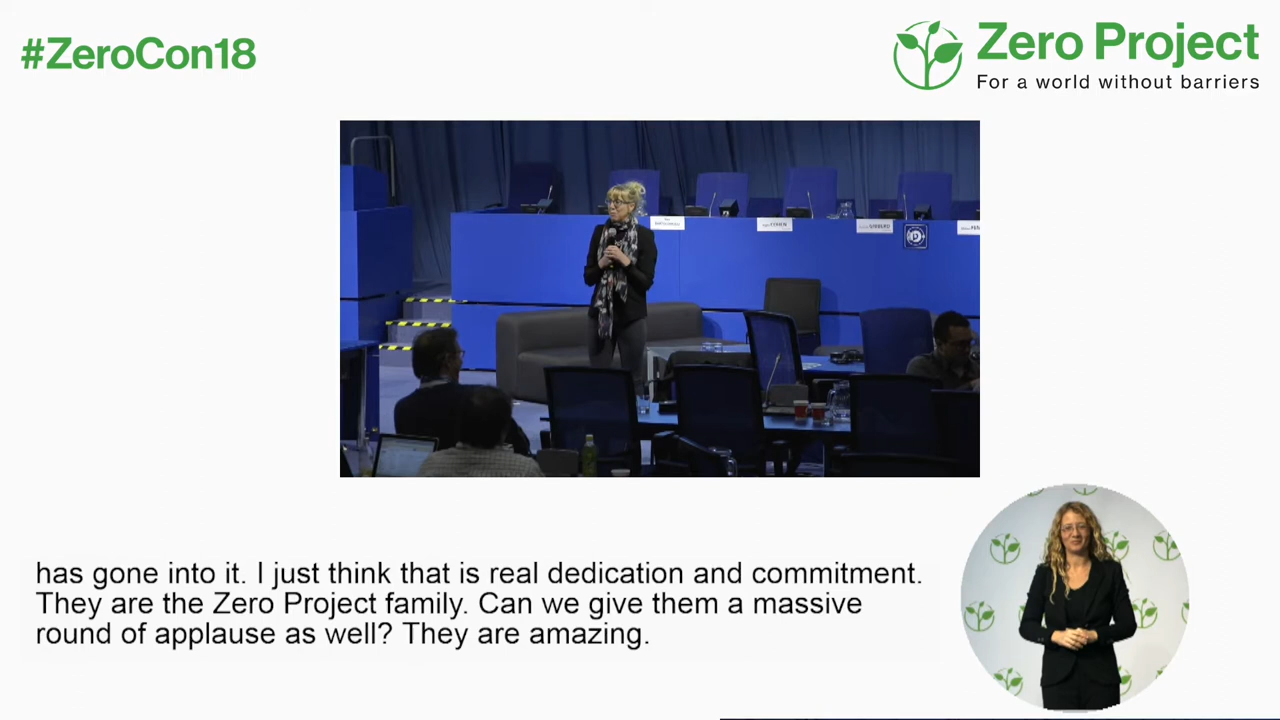 #ZeroCon18
Zero Project
For a world without barriers
has gone into it. I just think that is real dedication and commitment.
They are the Zero Project family. Can we give them a massive
round of applause as well? They are amazing.